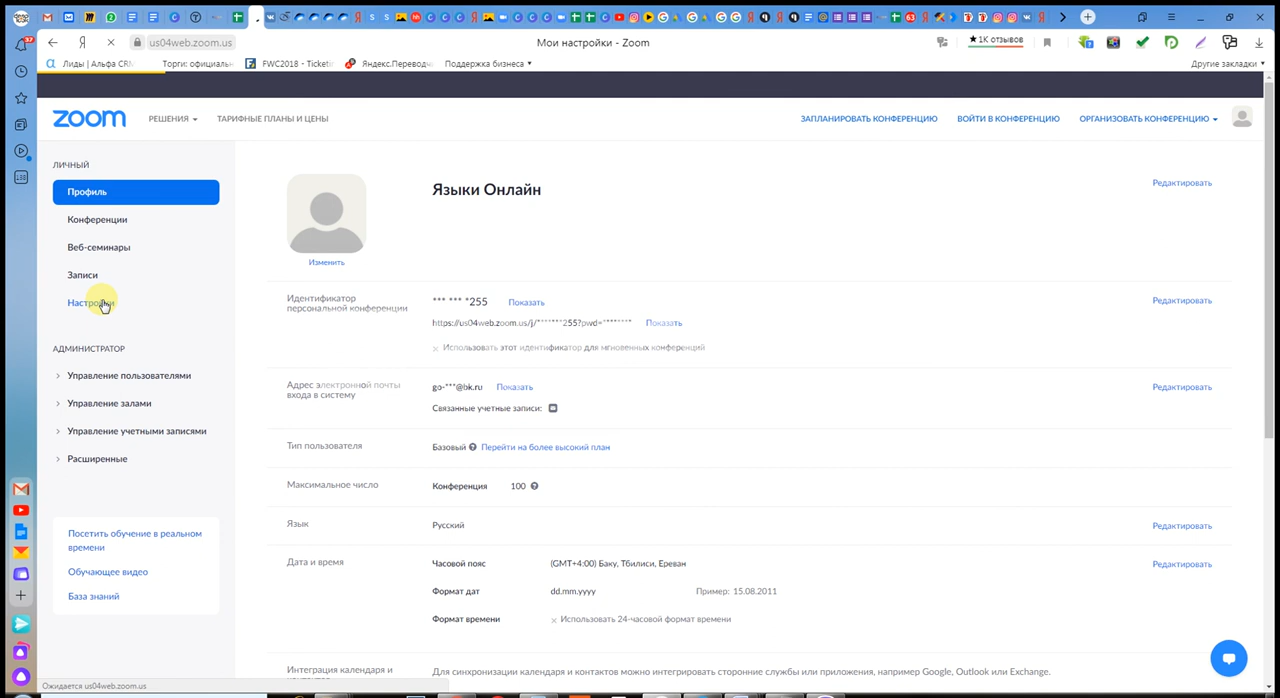 us04web.zoom.us
Мои настройки - Zoom
★1K отзывов
Лиды | Альфа CRM
Торги: официальн
FWC2018 - Ticketin
Яндекс.Переводч
Поддержка бизнеса
Другие закладки
37
63
zoom
РЕШЕНИЯ
ТАРИФНЫЕ ПЛАНЫ И ЦЕНЫ
ЗАПЛАНИРОВАТЬ КОНФЕРЕНЦИЮ
ВОЙТИ В КОНФЕРЕНЦИЮ
ОРГАНИЗОВАТЬ КОНФЕРЕНЦИЮ
ЛИЧНЫЙ
Профиль
Конференции
Веб-семинары
Записи
Настройки
АДМИНИСТРАТОР
Управление пользователями
Управление залами
Управление учетными записями
Расширенные
Посетить обучение в реальном
времени
Обучающее видео
База знаний
Языки Онлайн
Редактировать
Изменить
Идентификатор
персональной конференции
*** *** *255
Показать
Редактировать
https://us04web.zoom.us/j/*******255?pwd=********
Показать
Использовать этот идентификатор для мгновенных конференций
Адрес электронной почты
входа в систему
go-***@bk.ru
Показать
Редактировать
Связанные учетные записи:
Тип пользователя
Базовый
Перейти на более высокий план
Максимальное число
Конференция
100
Язык
Русский
Редактировать
Дата и время
Часовой пояс
(GMT+4:00) Баку, Тбилиси, Ереван
Редактировать
Формат дат
dd.mm.yyyy
Пример: 15.08.2011
Формат времени
Использовать 24-часовой формат времени
Интеграция календаря и
Для синхронизации календаря и контактов можно интегрировать сторонние службы или приложения, например Google, Outlook или Exchange.
Ожидается us04web.zoom.us